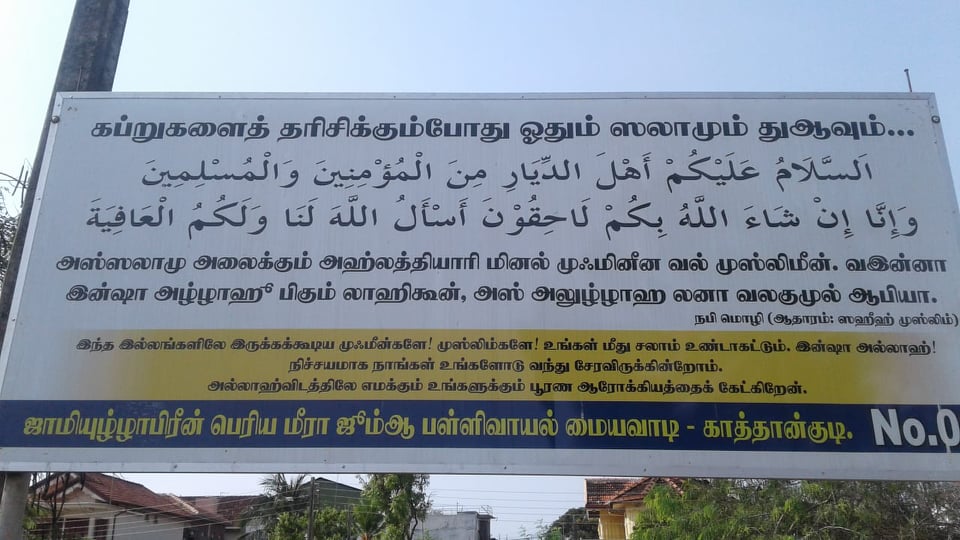 கப்றுகளைத் தரிசிக்கும்போது ஓதும் ஸலாமும் துஆவும்...
اَلسَّلَامُ عَلَيْكُمْ أَهْلَ الدِّيَارِ مِنَ الْمُؤْمِنِينَ وَالْمُسْلِمِينَ
وَإِنَّا إِنْ شَاءَ اللَّهُ بِكُمْ لَاحِقُوْنَ أَسْأَلُ اللَّهَ لَنَا وَلَكُمُ الْعَافِيَةَ
அஸ்ஸலாமு அலைக்கும் அஹ்லத்தியாரி மினல் முஃமினீன வல் முஸ்லிமீன். வஇன்னா
இன்ஷா அழ்ழாஹூ பிகும் லாஹிகூன், அஸ் அலுழ்ழாஹ லனா வலகுமுல் ஆபியா.
நபி மொழி (ஆதாரம்: ஸஹீஹ் முஸ்லிம்)
இந்த இல்லங்களிலே இருக்கக்கூடிய முஃமீன்களே! முஸ்லிம்களே! உங்கள் மீது சலாம் உண்டாகட்டும். இன்ஷா அல்லாஹ்!
நிச்சயமாக நாங்கள் உங்களோடு வந்து சேரவிருக்கின்றோம்.
அல்லாஹ்விடத்திலே எமக்கும் உங்களுக்கும் பூரண ஆரோக்கியத்தைக் கேட்கிறேன்.
ஜாமியுழ்ழாபிரீன் பெரிய மீரா ஜூம்ஆ பள்ளிவாயல் மையவாடி - காத்தான்குடி. No.0